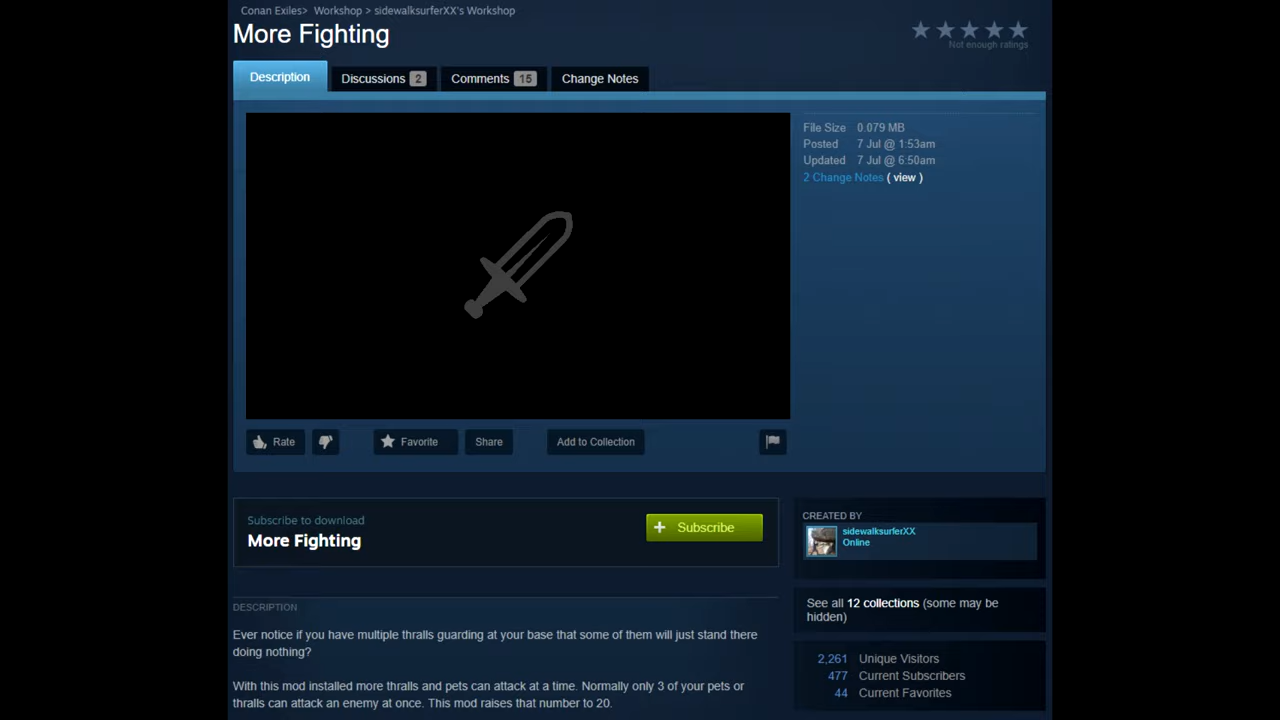 Conan Exiles> Workshop > sidewalksurferXX's Workshop
More Fighting
Not enough ratings
Description
Discussions 2
Comments 15
Change Notes
File Size 0.079 MB
Posted 7 Jul @ 1:53am
Updated 7 Jul @ 6:50am
2 Change Notes ( view )
Rate
Favorite
Share
Add to Collection
Subscribe to download
More Fighting
Subscribe
CREATED BY
sidewalksurferXX
Online
See all 12 collections (some may be
hidden)
DESCRIPTION
Ever notice if you have multiple thralls guarding at your base that some of them will just stand there
doing nothing?
With this mod installed more thralls and pets can attack at a time. Normally only 3 of your pets or
thralls can attack an enemy at once. This mod raises that number to 20.
2,261 Unique Visitors
477 Current Subscribers
44 Current Favorites